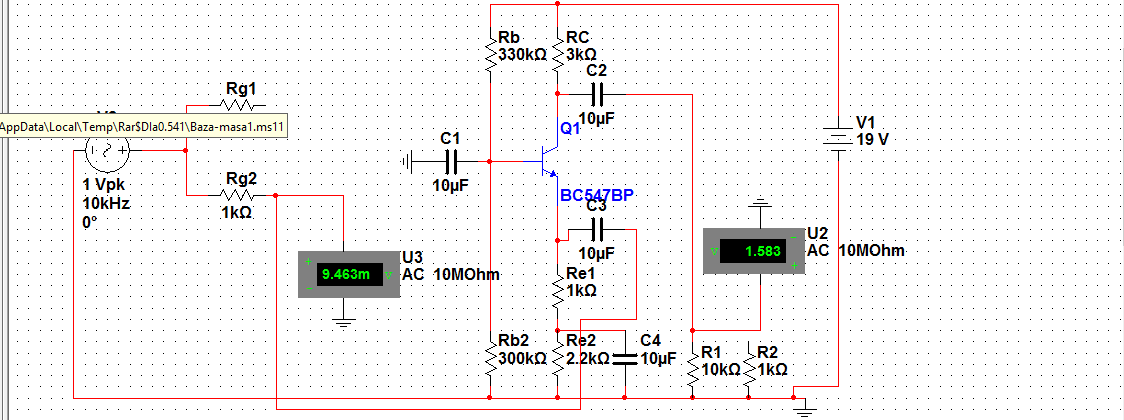 Rb
330kΩ
RC
3kΩ
C2
10µF
Rg1
AppData\Local\Temp\Rar$DIa0.541\Baza-masa1.ms11
1 Vpk
10kHz
0°
Rg2
1kΩ
C1
10µF
Q1
BC547BP
V1
19 V
C3
10µF
U3
AC 10MOhm
9.463m
U2
AC 10MOhm
1.583
Re1
1kΩ
Rb2
300kΩ
Re2
2.2kΩ
C4
10µF
R1
10kΩ
R2
1kΩ